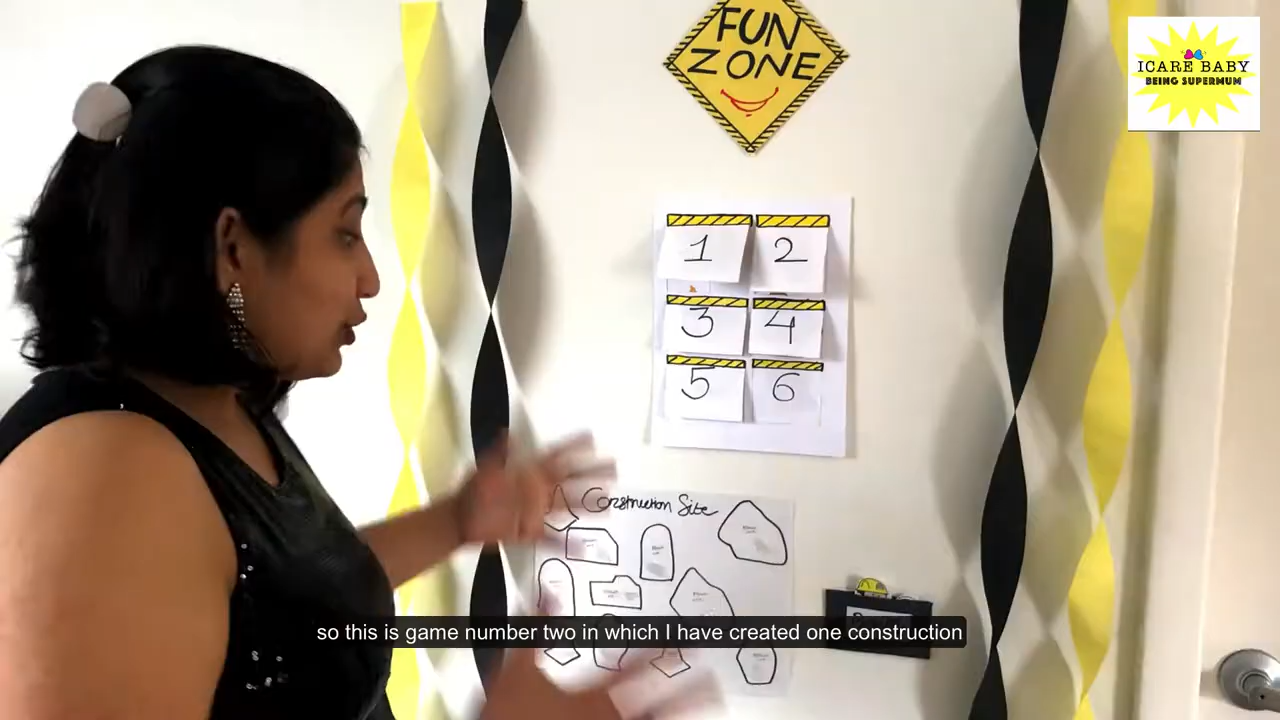 FUN
ZONE
ICARE BABY
BEING SUPERMUM
1 2
3 4
5 6
Construction Site
so this is game number two in which I have created one construction